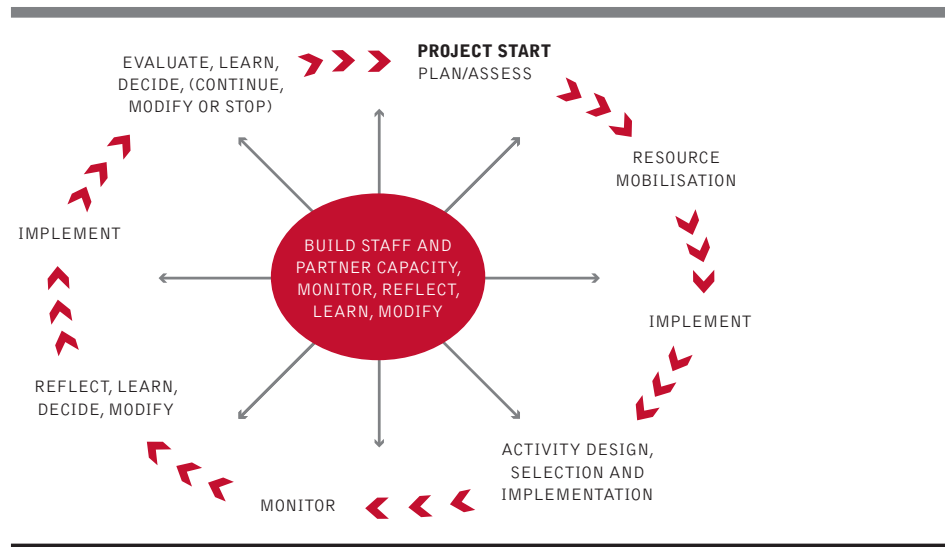 PROJECT START
PLAN/ASSESS
RESOURCE
MOBILISATION
IMPLEMENT
ACTIVITY DESIGN,
SELECTION AND
IMPLEMENTATION
MONITOR
REFLECT, LEARN,
DECIDE, MODIFY
IMPLEMENT
EVALUATE, LEARN,
DECIDE, (CONTINUE,
MODIFY OR STOP)
BUILD STAFF AND
PARTNER CAPACITY,
MONITOR, REFLECT,
LEARN, MODIFY